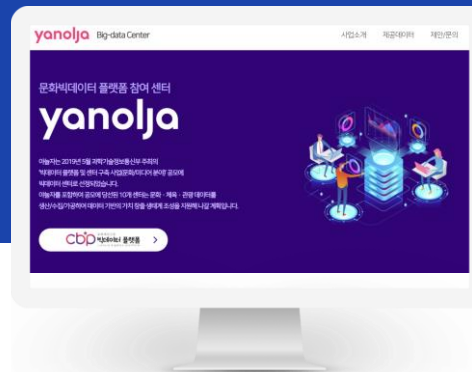 yanolja Big-data Center
사업소개 제공데이터 제안/문의
문화빅데이터 플랫폼 참여 센터
yanolja
야놀자는 2019년 5월 과학기술정보통신부 주최의
'빅데이터 플랫폼 및 센터 구축 사업(문화/미디어 분야)' 공모에
빅데이터 센터로 선정되었습니다.
야놀자를 포함하여 공모에 당선된 10개 센터는 문화 · 체육 · 관광 데이터를
생산/수집/가공하여 데이터 기반의 가치 창출 생태계 조성을 지원해 나갈 계획입니다.
cbp 빅데이터 플랫폼 >